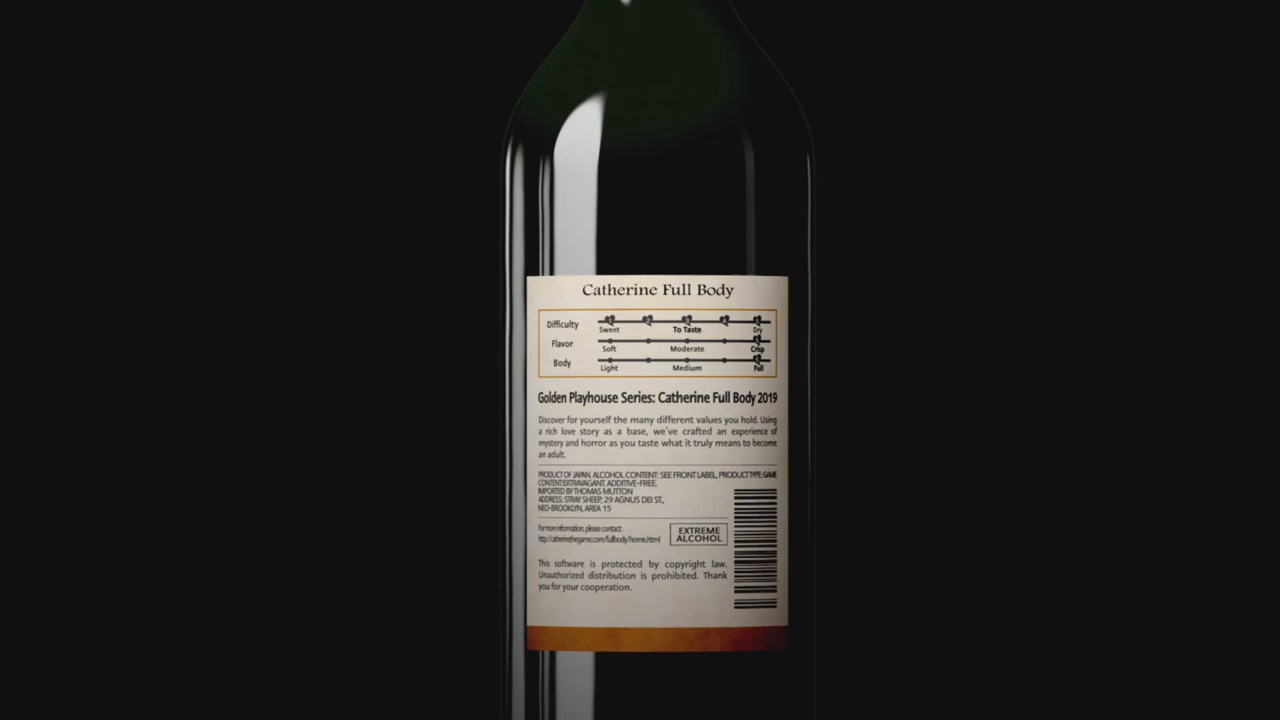 Catherine Full Body
Difficulty
Sweet To Taste Dry
Flavor
Soft Moderate Crisp
Body
Light Medium Full
Golden Playhouse Series: Catherine Full Body 2019
Discover for yourself the many different values you hold. Using
a rich love story as a base, we've crafted an experience of
mystery and horror as you taste what it truly means to become
an adult.
PRODUCT OF JAPAN. ALCOHOL CONTENT: SEE FRONT LABEL, PRODUCT TYPE: GAME
CONTENT:EXTRAVAGANT. ADDITIVE-FREE.
IMPORTED BY THOMAS MUTTON
ADDRESS: STRAY SHEEP, 29 AGNUS DEI ST.,
NEO-BROOKLYN, AREA 15
For more information, please contact:
http://catherinethegame.com/fullbody/home.html
EXTREME
ALCOHOL
This software is protected by copyright law.
Unauthorized distribution is prohibited. Thank
you for your cooperation.